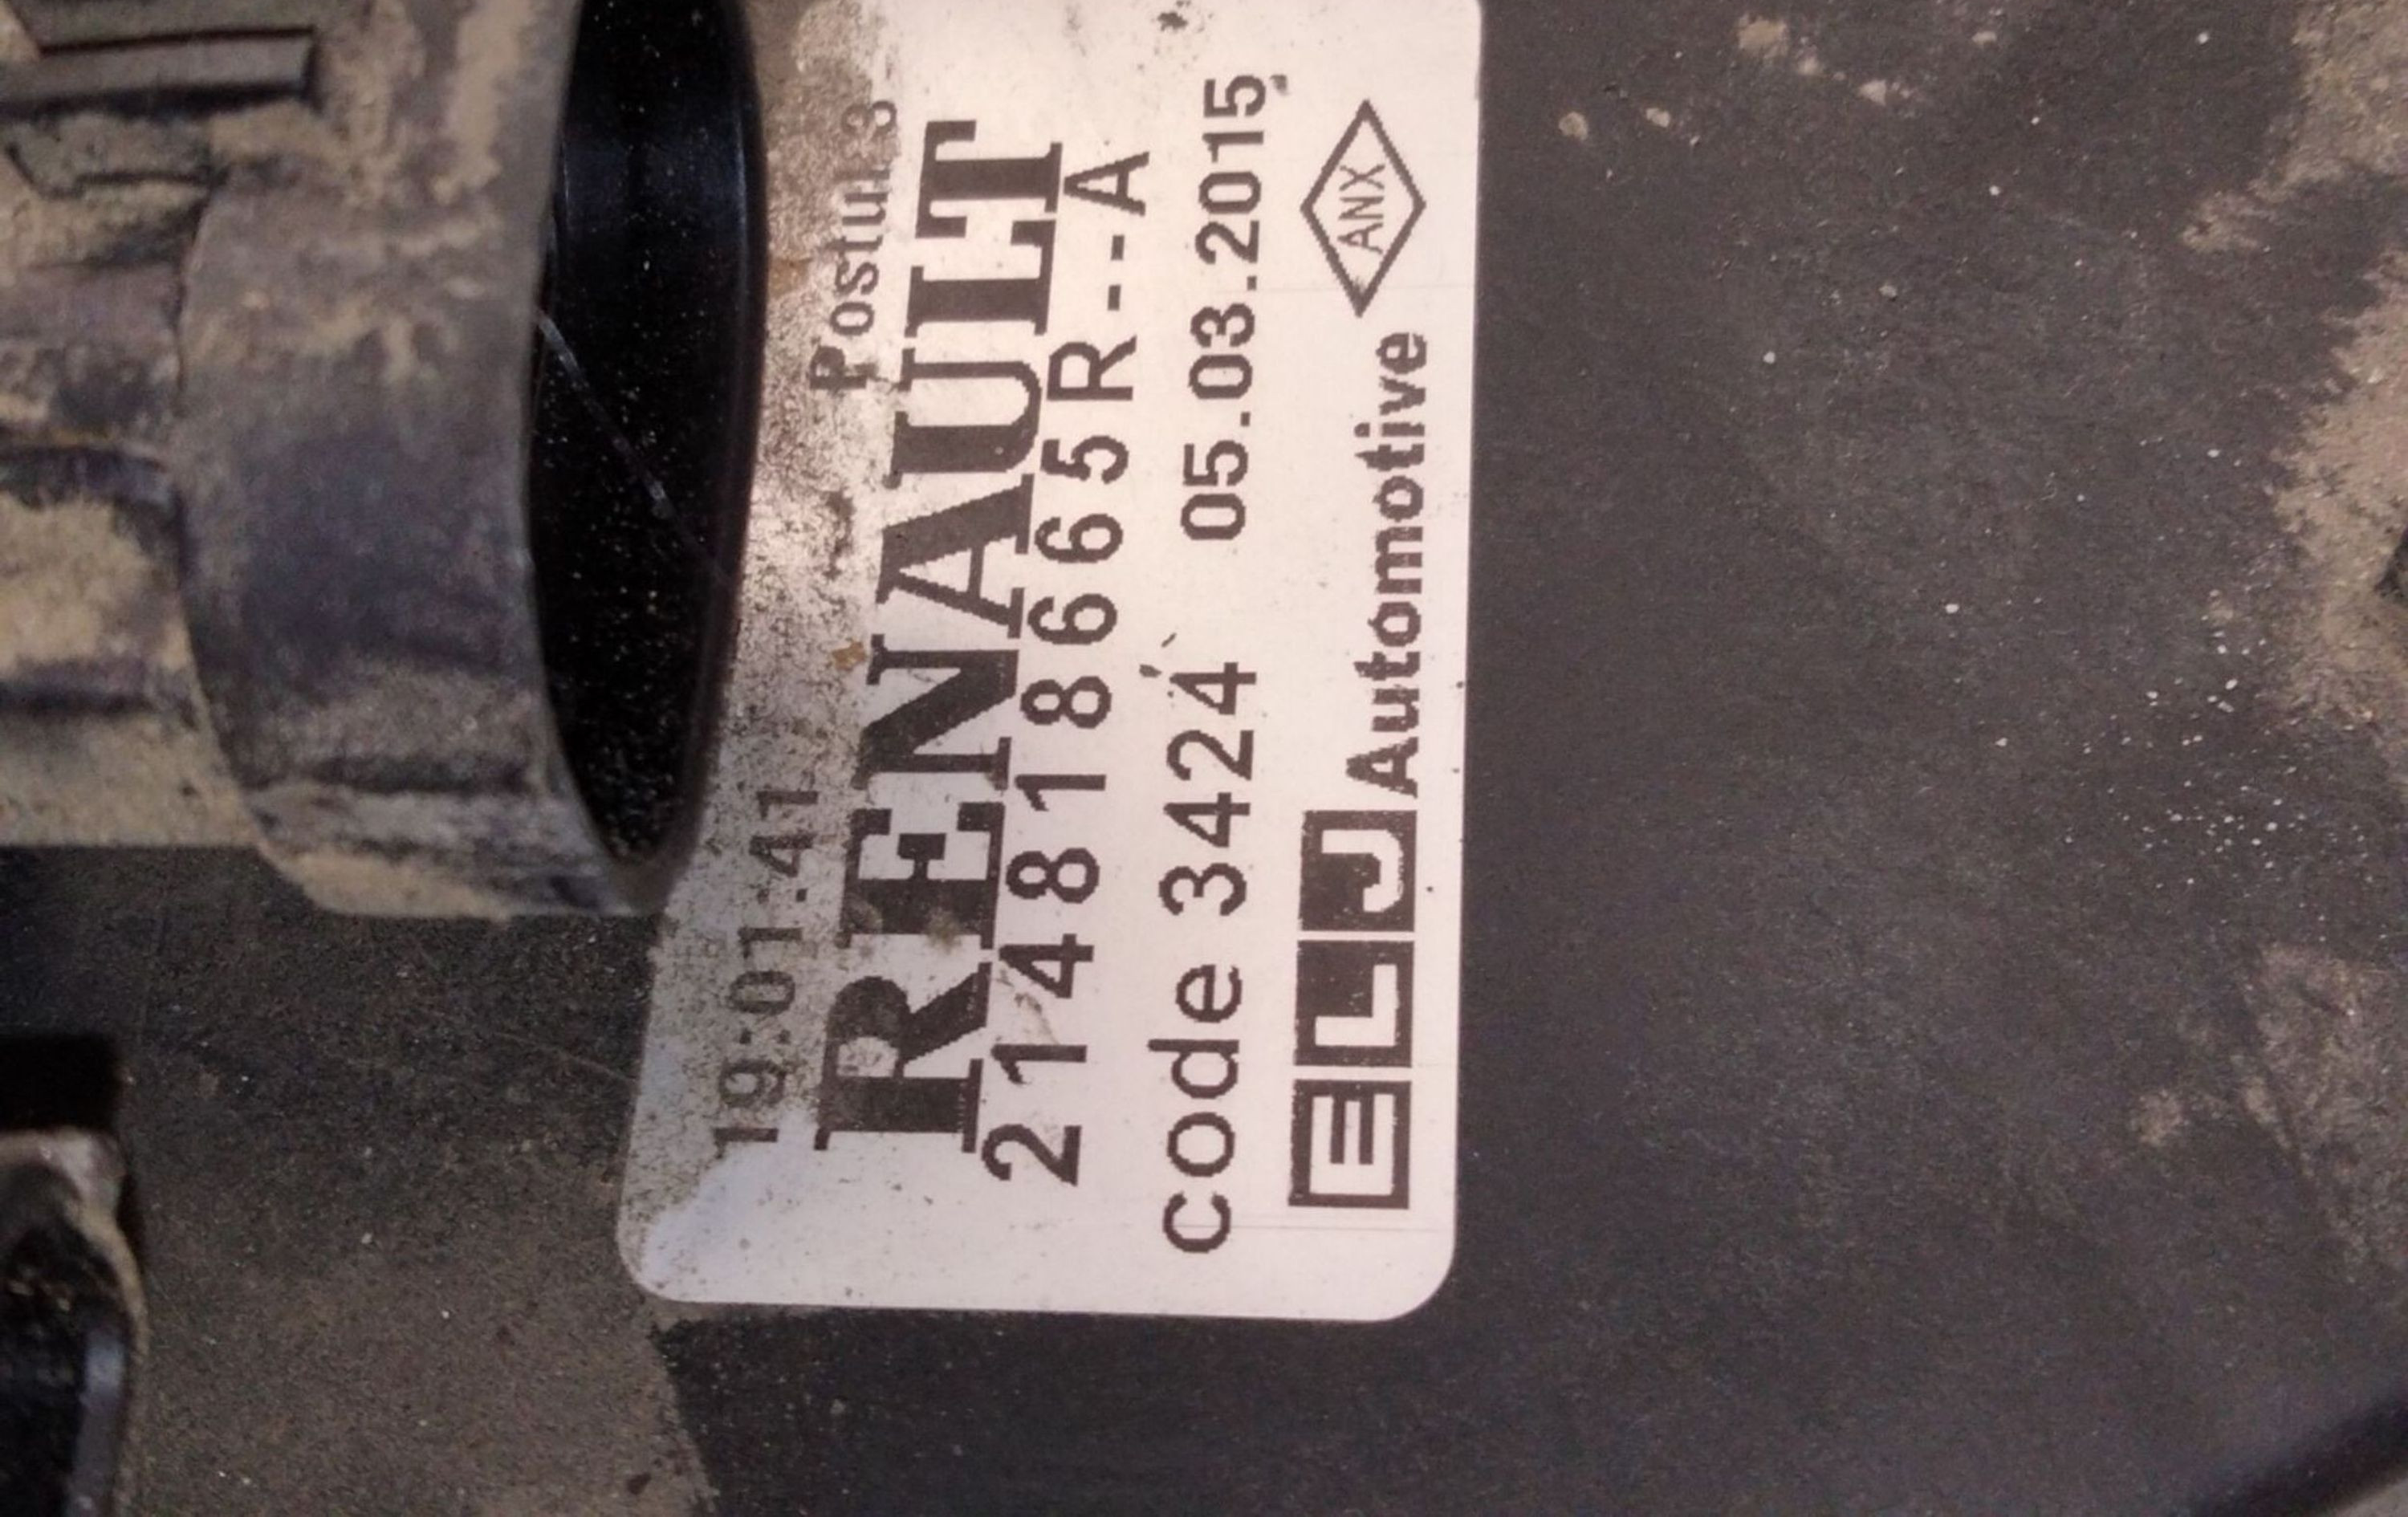 19:01:41 Postul 3
RENAULT
214818665R--A
code 3424 05.03.2015
ELJ Automotive ANX